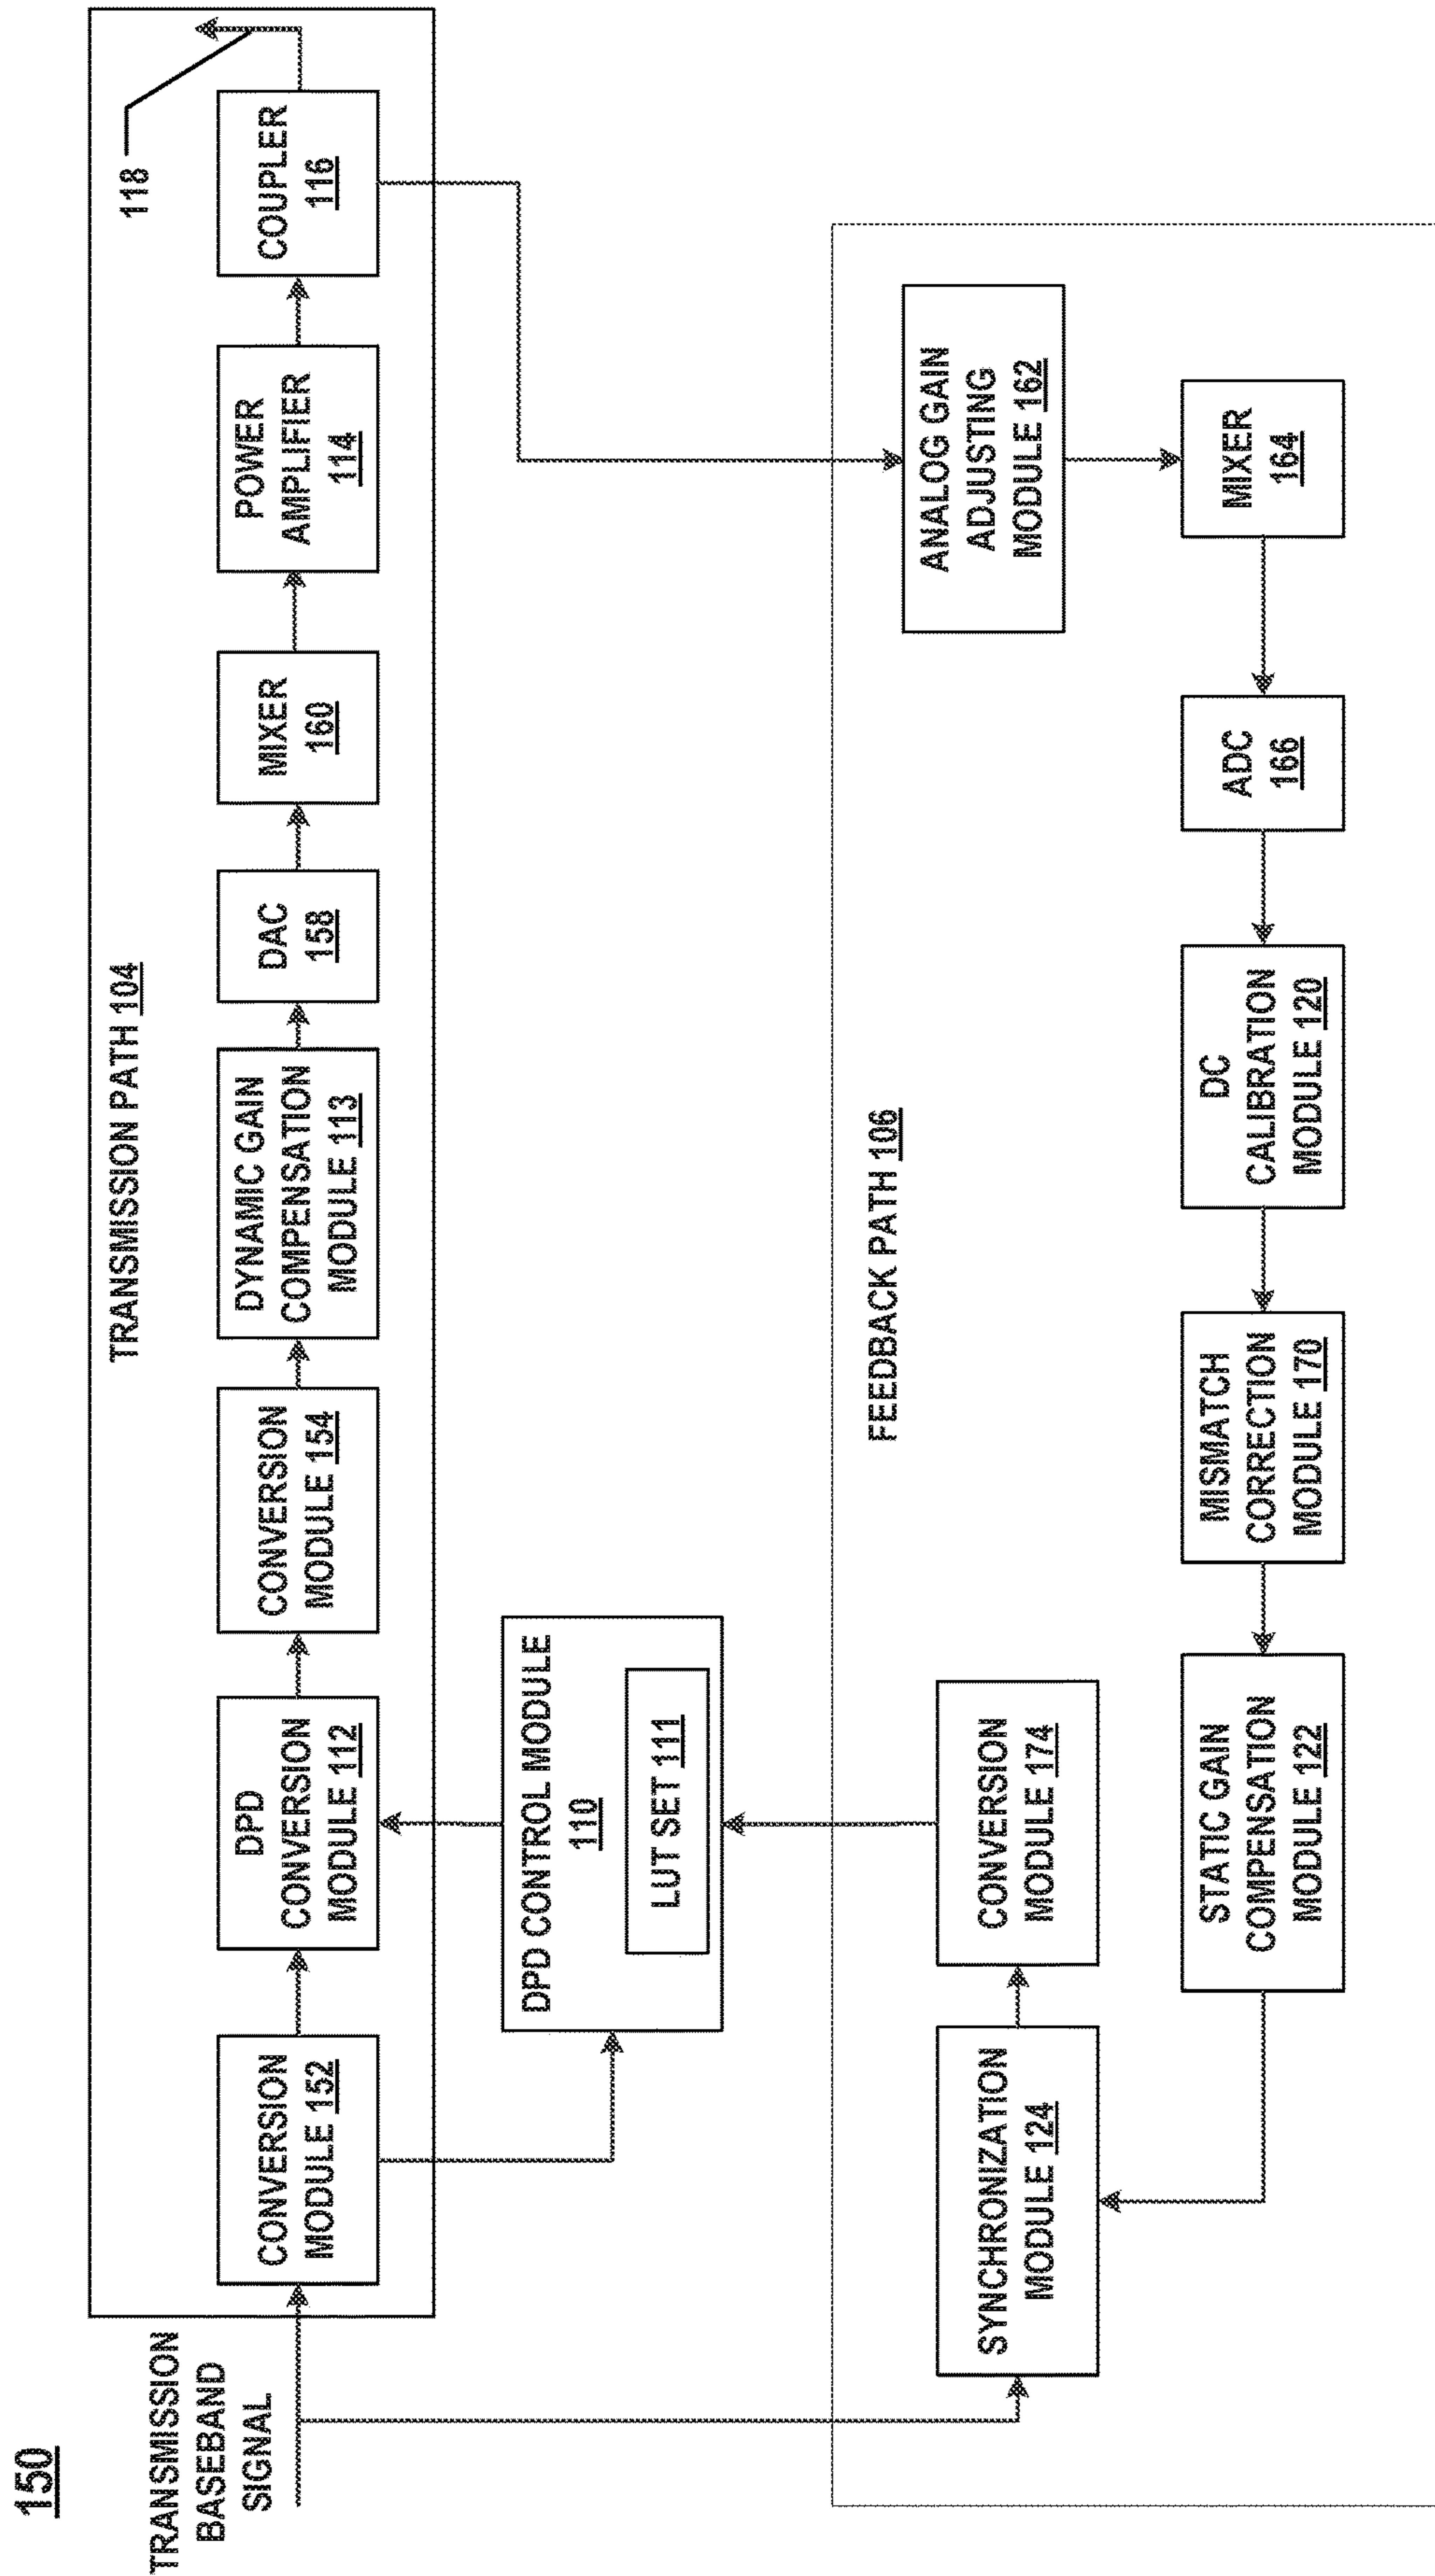 150
TRANSMISSION
BASEBAND
SIGNAL
TRANSMISSION PATH 104
CONVERSION
MODULE 152
DPD
CONVERSION
MODULE 112
CONVERSION
MODULE 154
DYNAMIC GAIN
COMPENSATION
MODULE 113
DAC
158
MIXER
160
POWER
AMPLIFIER
114
COUPLER
116
118
DPD CONTROL MODULE
110
LUT SET 111
FEEDBACK PATH 106
SYNCHRONIZATION
MODULE 124
CONVERSION
MODULE 174
ANALOG GAIN
ADJUSTING
MODULE 162
STATIC GAIN
COMPENSATION
MODULE 122
MISMATCH
CORRECTION
MODULE 170
DC
CALIBRATION
MODULE 120
ADC
166
MIXER
164